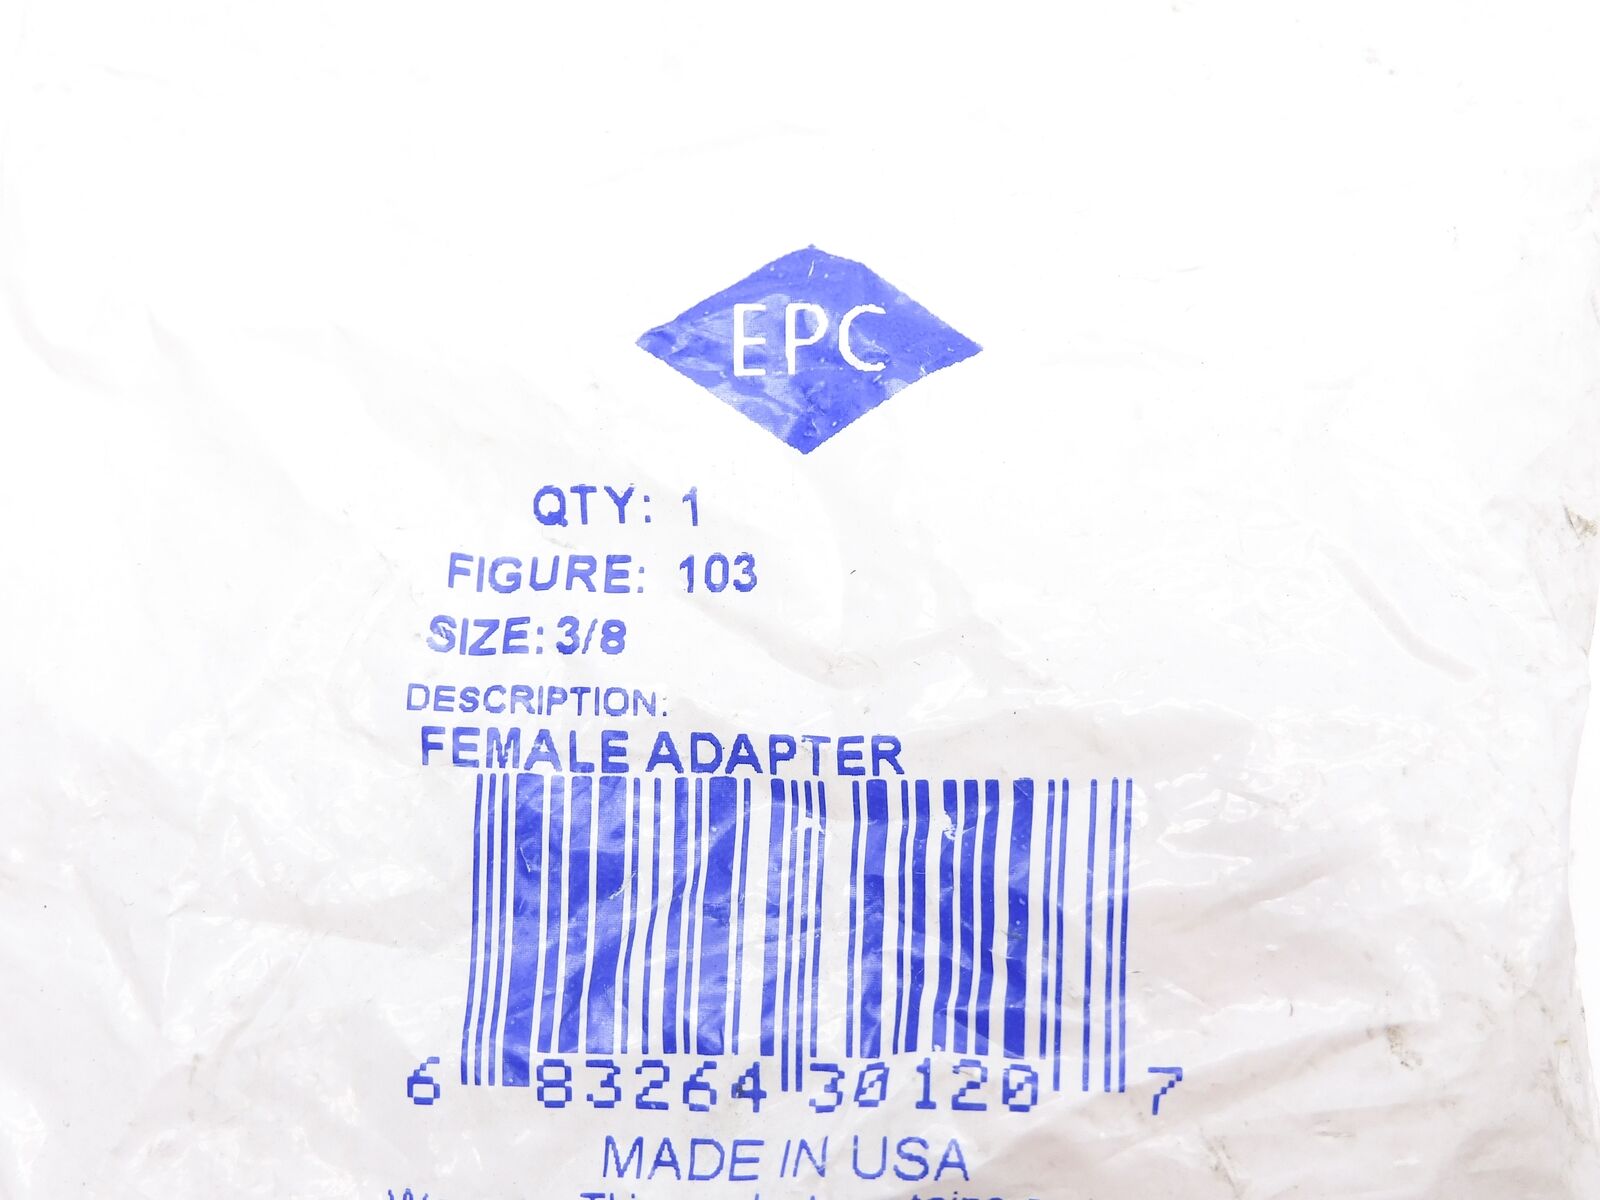 EPC
QTY: 1
FIGURE: 103
SIZE: 3/8
DESCRIPTION:
FEMALE ADAPTER
6 83264 30120 7
MADE IN USA